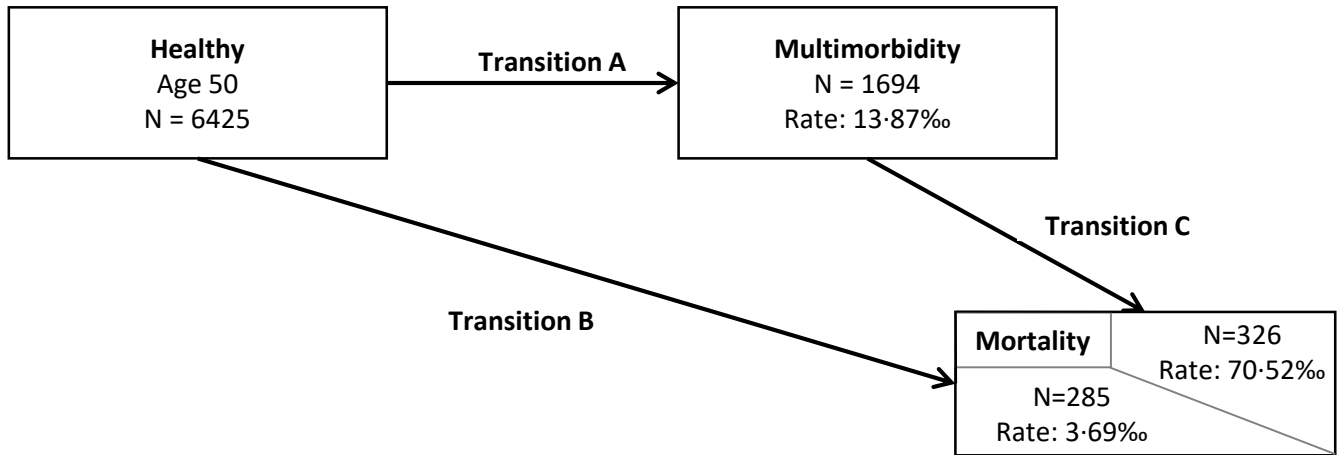 Healthy
Age 50
N = 6425
Transition A
Multimorbidity
N = 1694
Rate: 13·87‰
Transition C
Transition B
Mortality
N=326
Rate: 70·52‰
N=285
Rate: 3·69‰